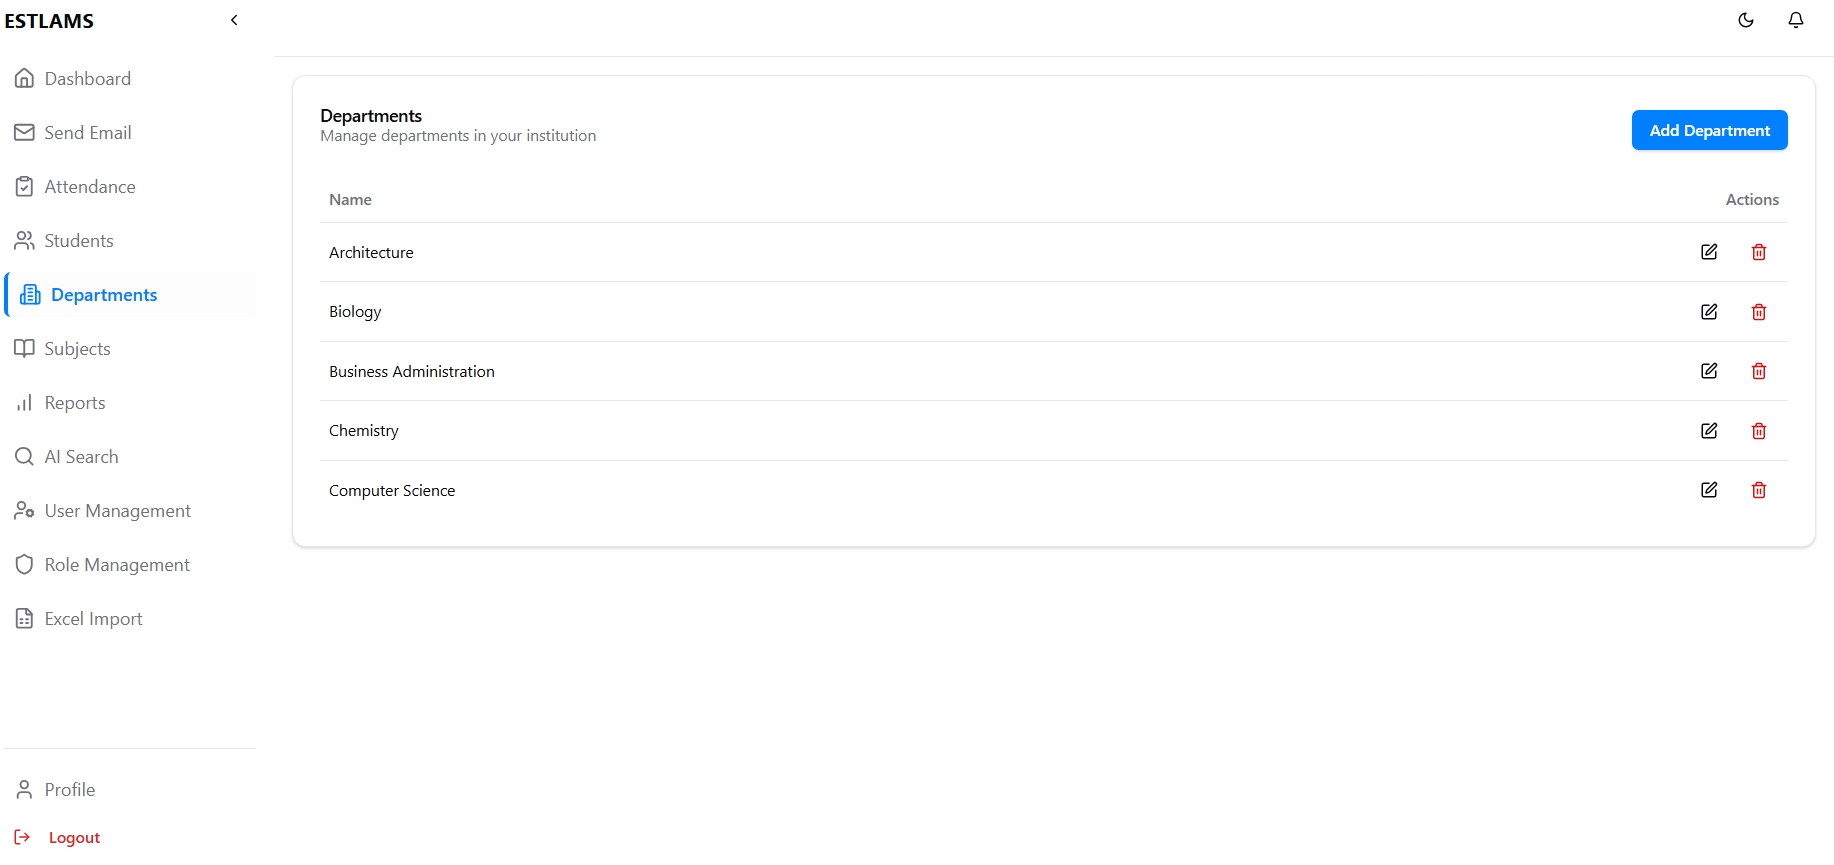 ESTLAMS
Dashboard
Send Email
Attendance
Students
Departments
Subjects
Reports
AI Search
User Management
Role Management
Excel Import
Profile
Logout
Departments
Manage departments in your institution
Add Department
Name Actions
Architecture
Biology
Business Administration
Chemistry
Computer Science